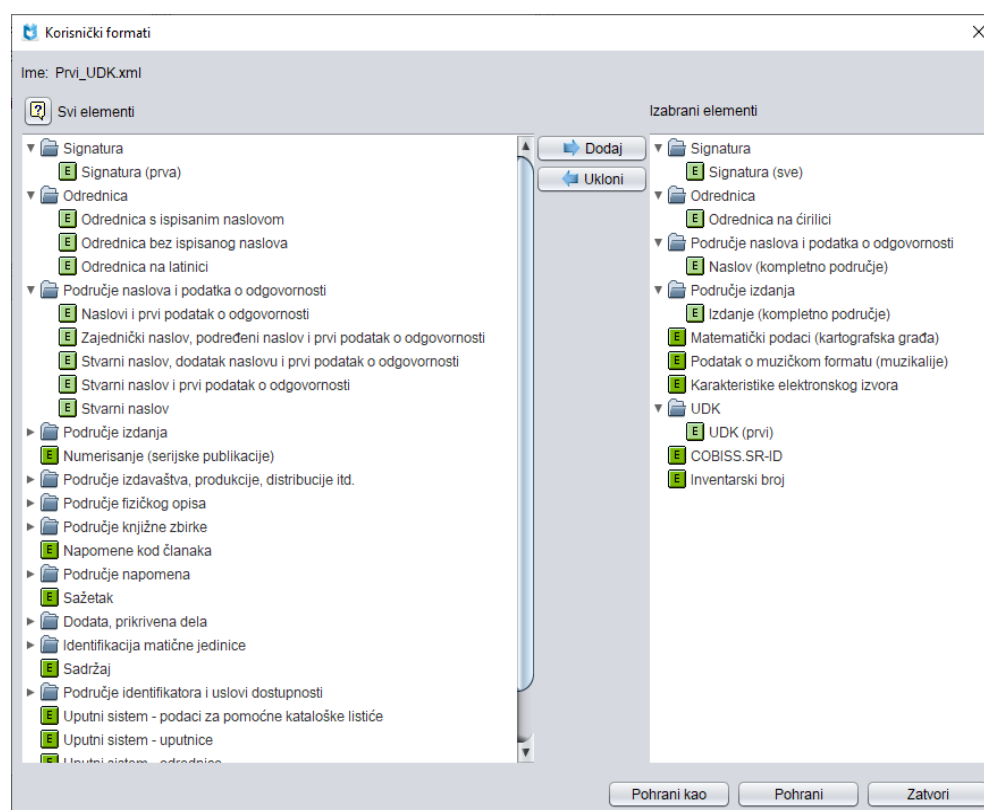 Korisnički formati
Ime: Prvi_UDK.xml
Svi elementi
Signatura
Signatura (prva)
Odrednica
Odrednica s ispisanim naslovom
Odrednica bez ispisanog naslova
Odrednica na latinici
Područje naslova i podatka o odgovornosti
Naslovi i prvi podatak o odgovornosti
Zajednički naslov, podređeni naslov i prvi podatak o odgovornosti
Stvarni naslov, dodatak naslovu i prvi podatak o odgovornosti
Stvarni naslov i prvi podatak o odgovornosti
Stvarni naslov
Područje izdanja
Numerisanje (serijske publikacije)
Područje izdavaštva, produkcije, distribucije itd.
Područje fizičkog opisa
Područje knjižne zbirke
Napomene kod članaka
Područje napomena
Sažetak
Dodata, prikrivena dela
Identifikacija matične jedinice
Sadržaj
Područje identifikatora i uslovi dostupnosti
Uputni sistem - podaci za pomoćne kataloške listiće
Uputni sistem - uputnice
Uputni sistem - odrednice
Dodaj
Ukloni
Izabrani elementi
Signatura
Signatura (sve)
Odrednica
Odrednica na ćirilici
Područje naslova i podatka o odgovornosti
Naslov (kompletno područje)
Područje izdanja
Izdanje (kompletno područje)
Matematički podaci (kartografska građa)
Podatak o muzičkom formatu (muzikalije)
Karakteristike elektronskog izvora
UDK
UDK (prvi)
COBISS.SR-ID
Inventarski broj
Pohrani kao
Pohrani
Zatvori